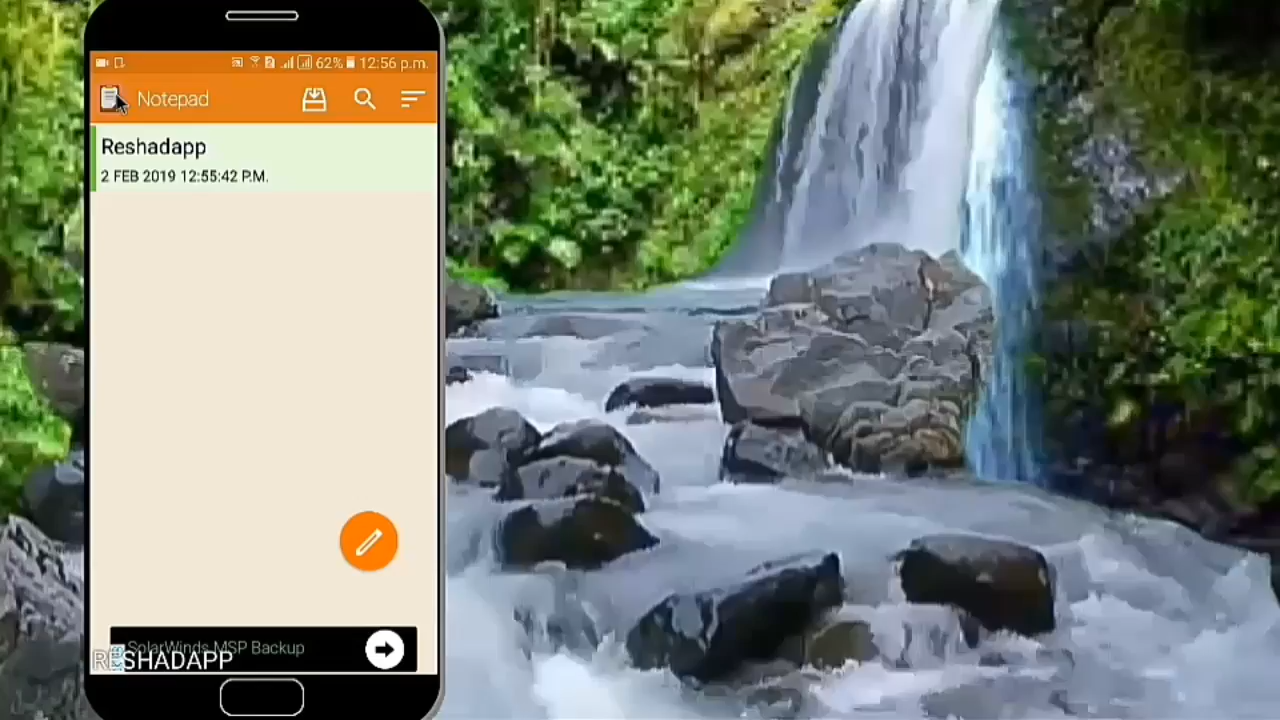 62% 12:56 p.m.
Notepad
Reshadapp
2 FEB 2019 12:55:42 P.M.
SolarWinds MSP Backup
RESHADAPP